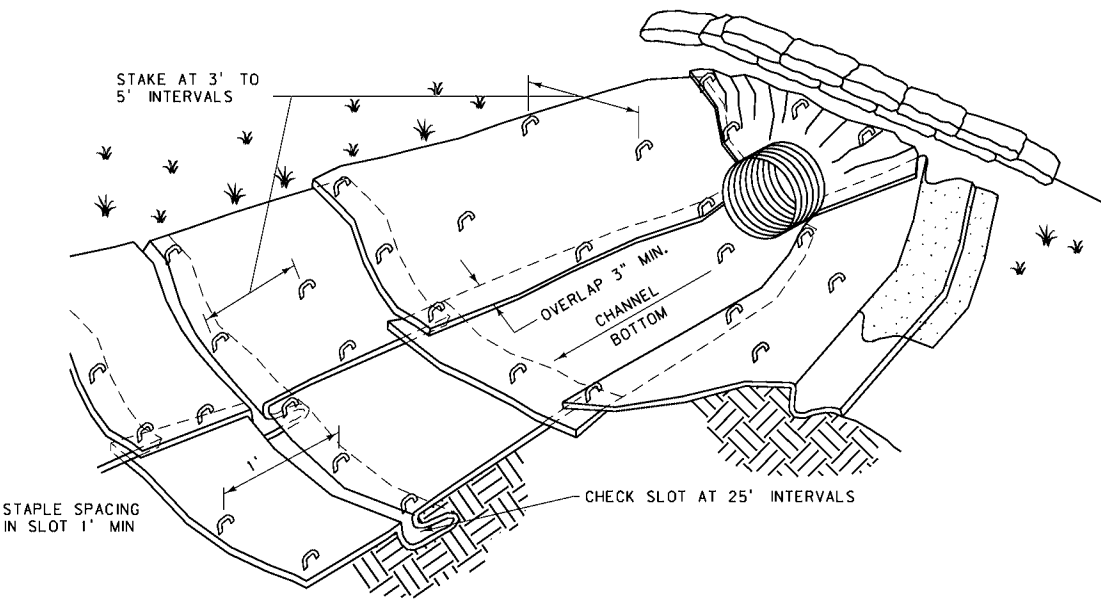 STAKE AT 3' TO
5' INTERVALS
OVERLAP 3" MIN.
CHANNEL
BOTTOM
1'
STAPLE SPACING
IN SLOT 1' MIN
CHECK SLOT AT 25' INTERVALS